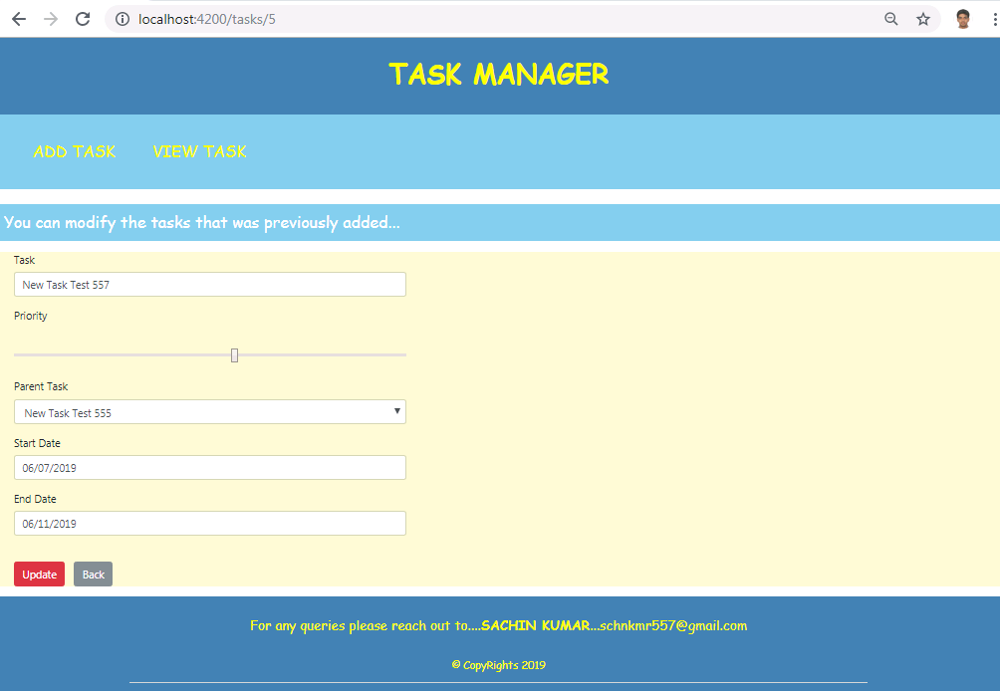 localhost:4200/tasks/5
TASK MANAGER
ADD TASK VIEW TASK
You can modify the tasks that was previously added...
Task
New Task Test 557
Priority
Parent Task
New Task Test 555
Start Date
06/07/2019
End Date
06/11/2019
Update Back
For any queries please reach out to....SACHIN KUMAR...schnkmr557@gmail.com
© CopyRights 2019